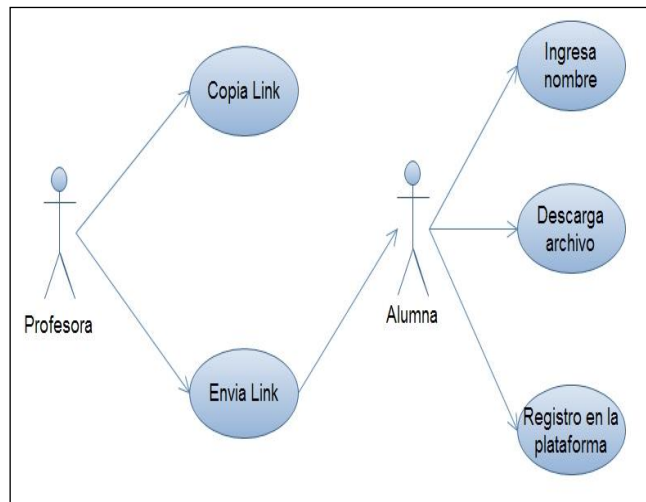 Copia Link
Profesora
Envia Link
Alumna
Ingresa
nombre
Descarga
archivo
Registro en la
plataforma